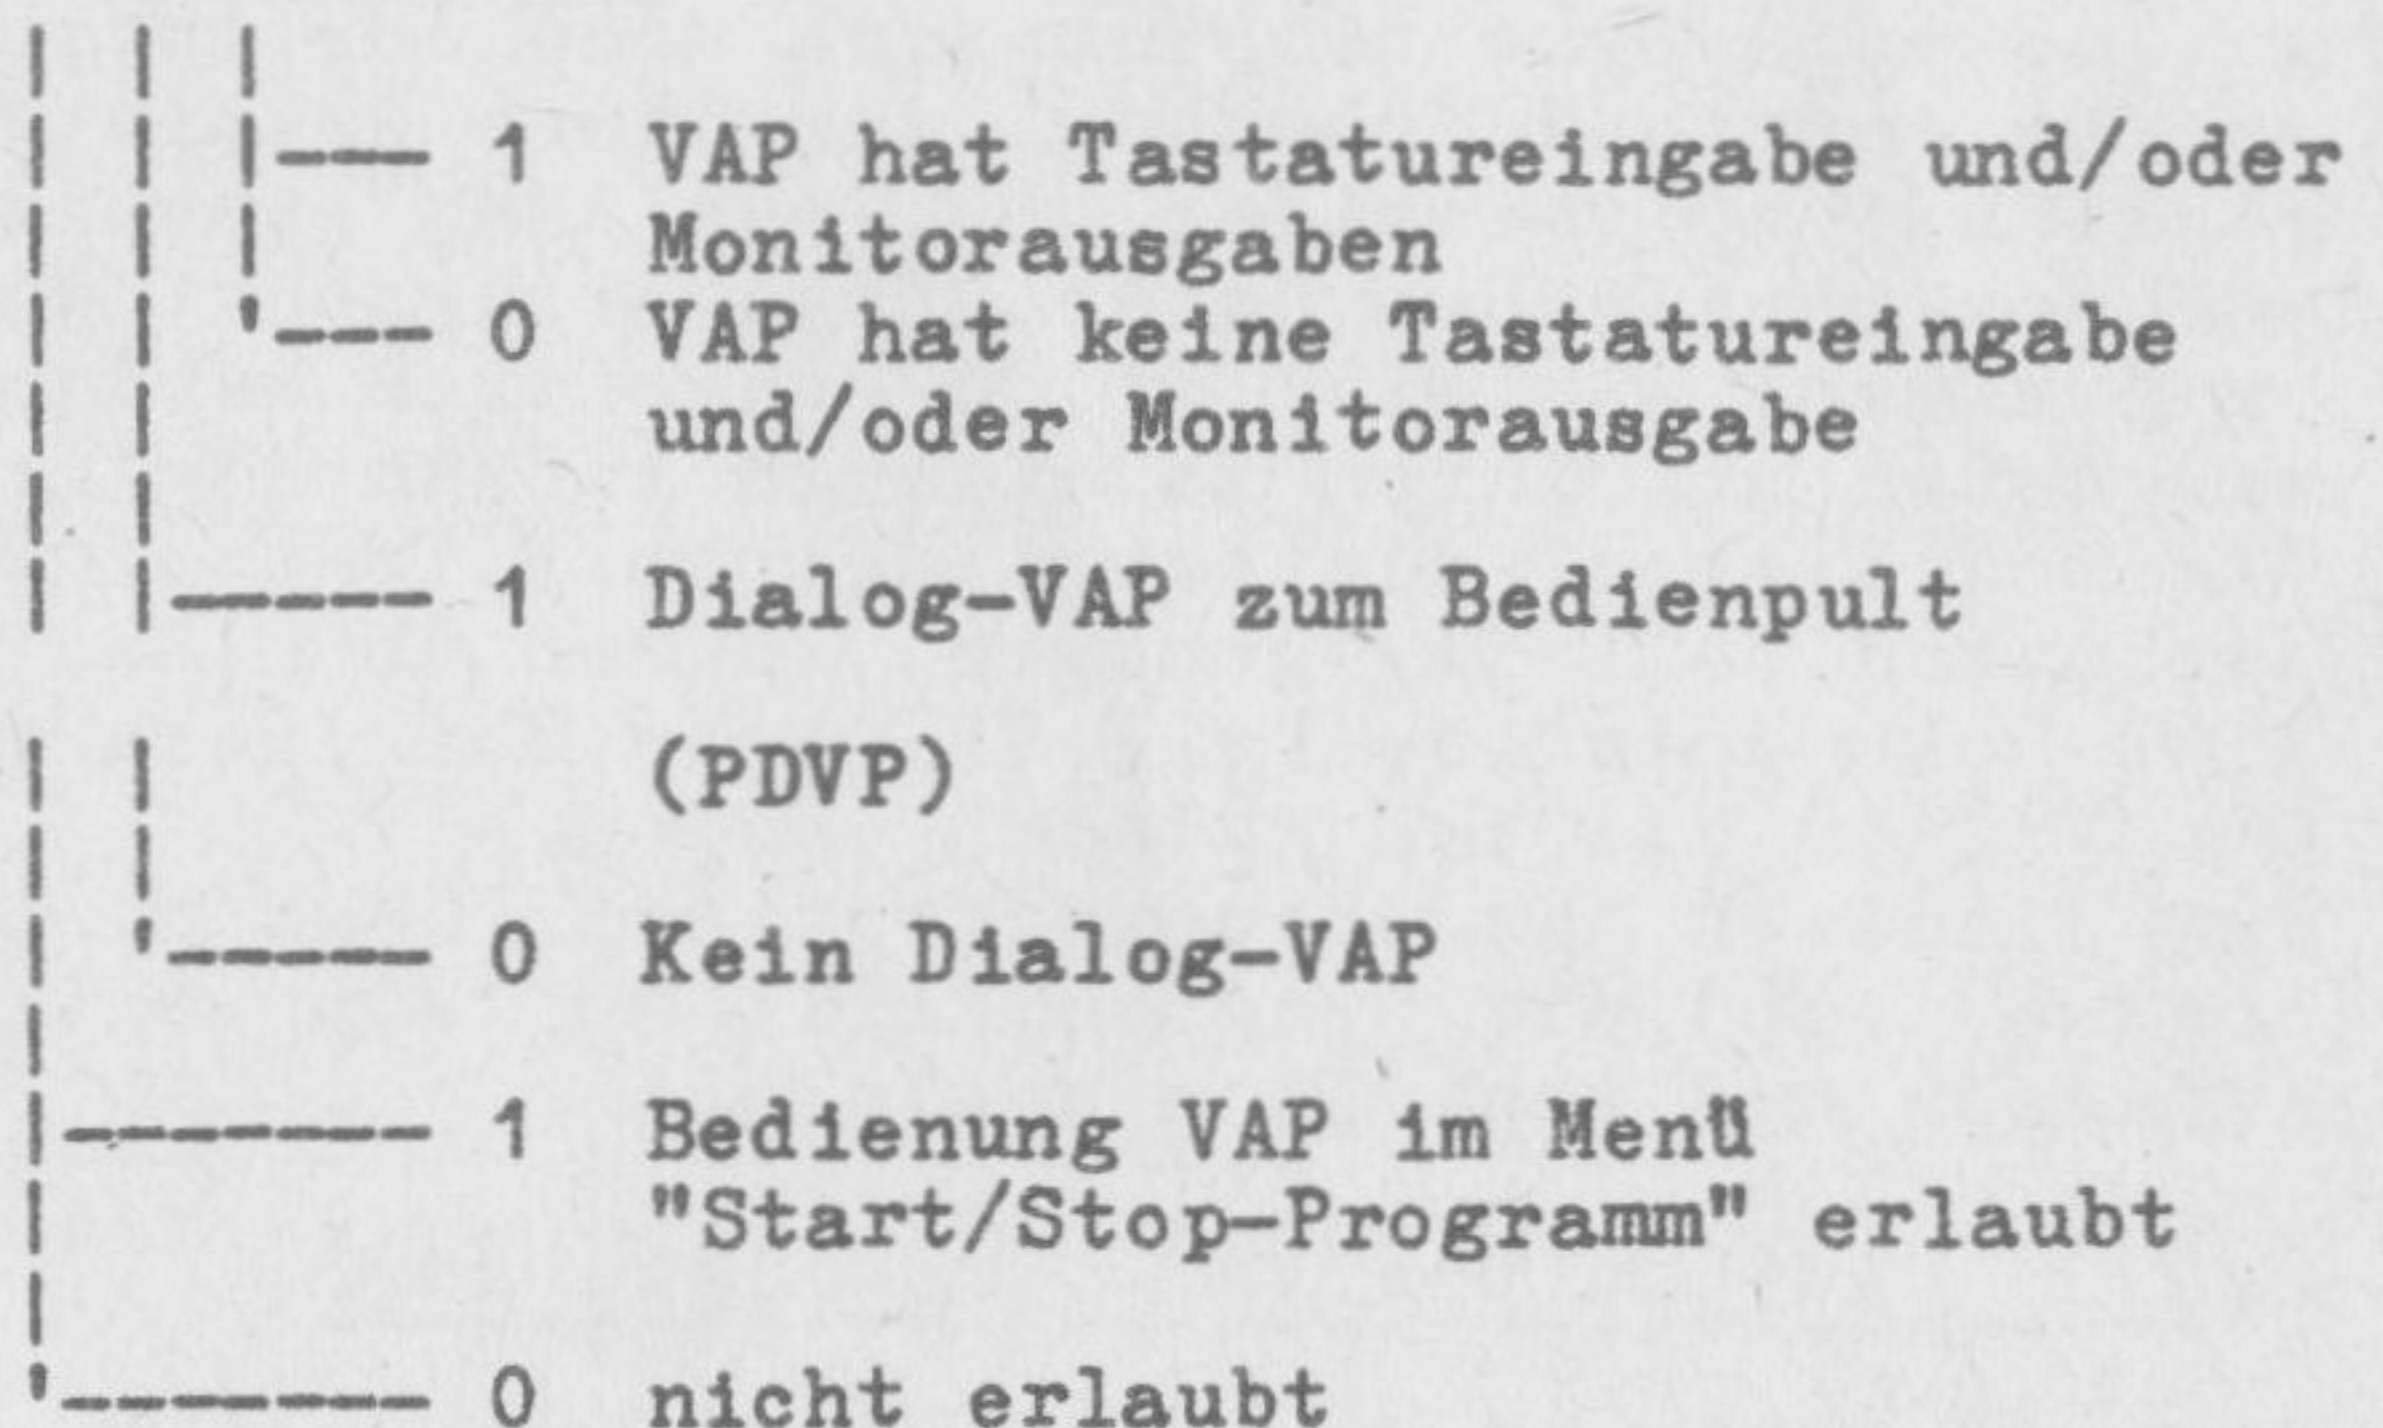 1 VAP hat Tastatureingabe und/oder
Monitorausgaben
0 VAP hat keine Tastatureingabe
und/oder Monitorausgabe
1 Dialog-VAP zum Bedienpult
(PDVP)
0 Kein Dialog-VAP
1 Bedienung VAP im Menü
"Start/Stop-Programm" erlaubt
0 nicht erlaubt